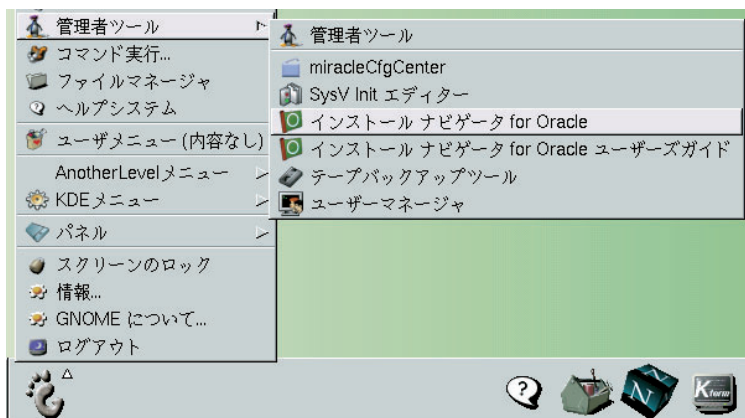 管理者ツール
コマンド実行...
ファイルマネージャ
ヘルプシステム
ユーザメニュー (内容なし)
AnotherLevelメニュー
KDEメニュー
パネル
スクリーンのロック
情報...
GNOME について...
ログアウト
管理者ツール
miracleCfgCenter
SysV Init エディター
インストール ナビゲータ for Oracle
インストール ナビゲータ for Oracle ユーザーズガイド
テープバックアップツール
ユーザーマネージャ
Kterm